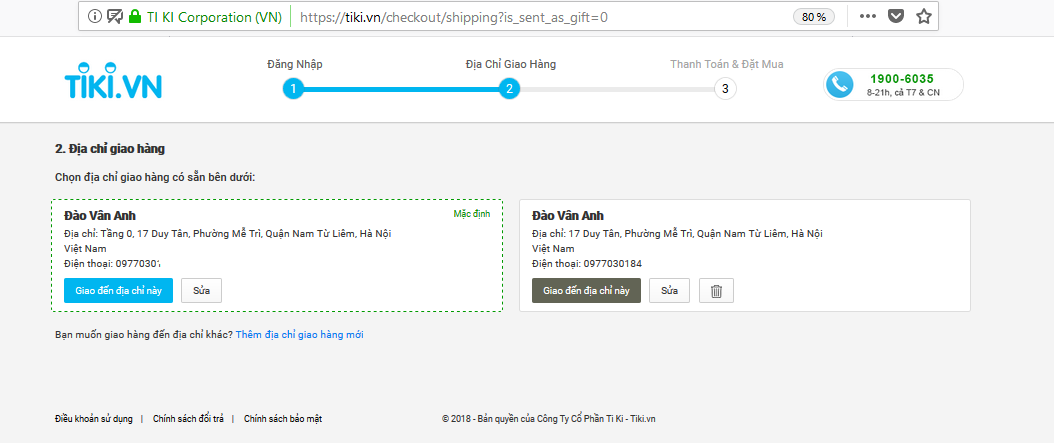 TI KI Corporation (VN) https://tiki.vn/checkout/shipping?is_sent_as_gift=0 80 %
TIKI.VN
Đăng Nhập Địa Chỉ Giao Hàng Thanh Toán & Đặt Mua
1 2 3
1900-6035
8-21h, cả T7 & CN
2. Địa chỉ giao hàng
Chọn địa chỉ giao hàng có sẵn bên dưới:
Đào Vân Anh Mặc định
Địa chỉ: Tầng 0, 17 Duy Tân, Phường Mễ Trì, Quận Nam Từ Liêm, Hà Nội
Việt Nam
Điện thoại: 0977030
Giao đến địa chỉ này Sửa
Đào Vân Anh
Địa chỉ: 17 Duy Tân, Phường Mễ Trì, Quận Nam Từ Liêm, Hà Nội
Việt Nam
Điện thoại: 0977030184
Giao đến địa chỉ này Sửa
Bạn muốn giao hàng đến địa chỉ khác? Thêm địa chỉ giao hàng mới
Điều khoản sử dụng | Chính sách đổi trả | Chính sách bảo mật © 2018 - Bản quyền của Công Ty Cổ Phần Ti Ki - Tiki.vn